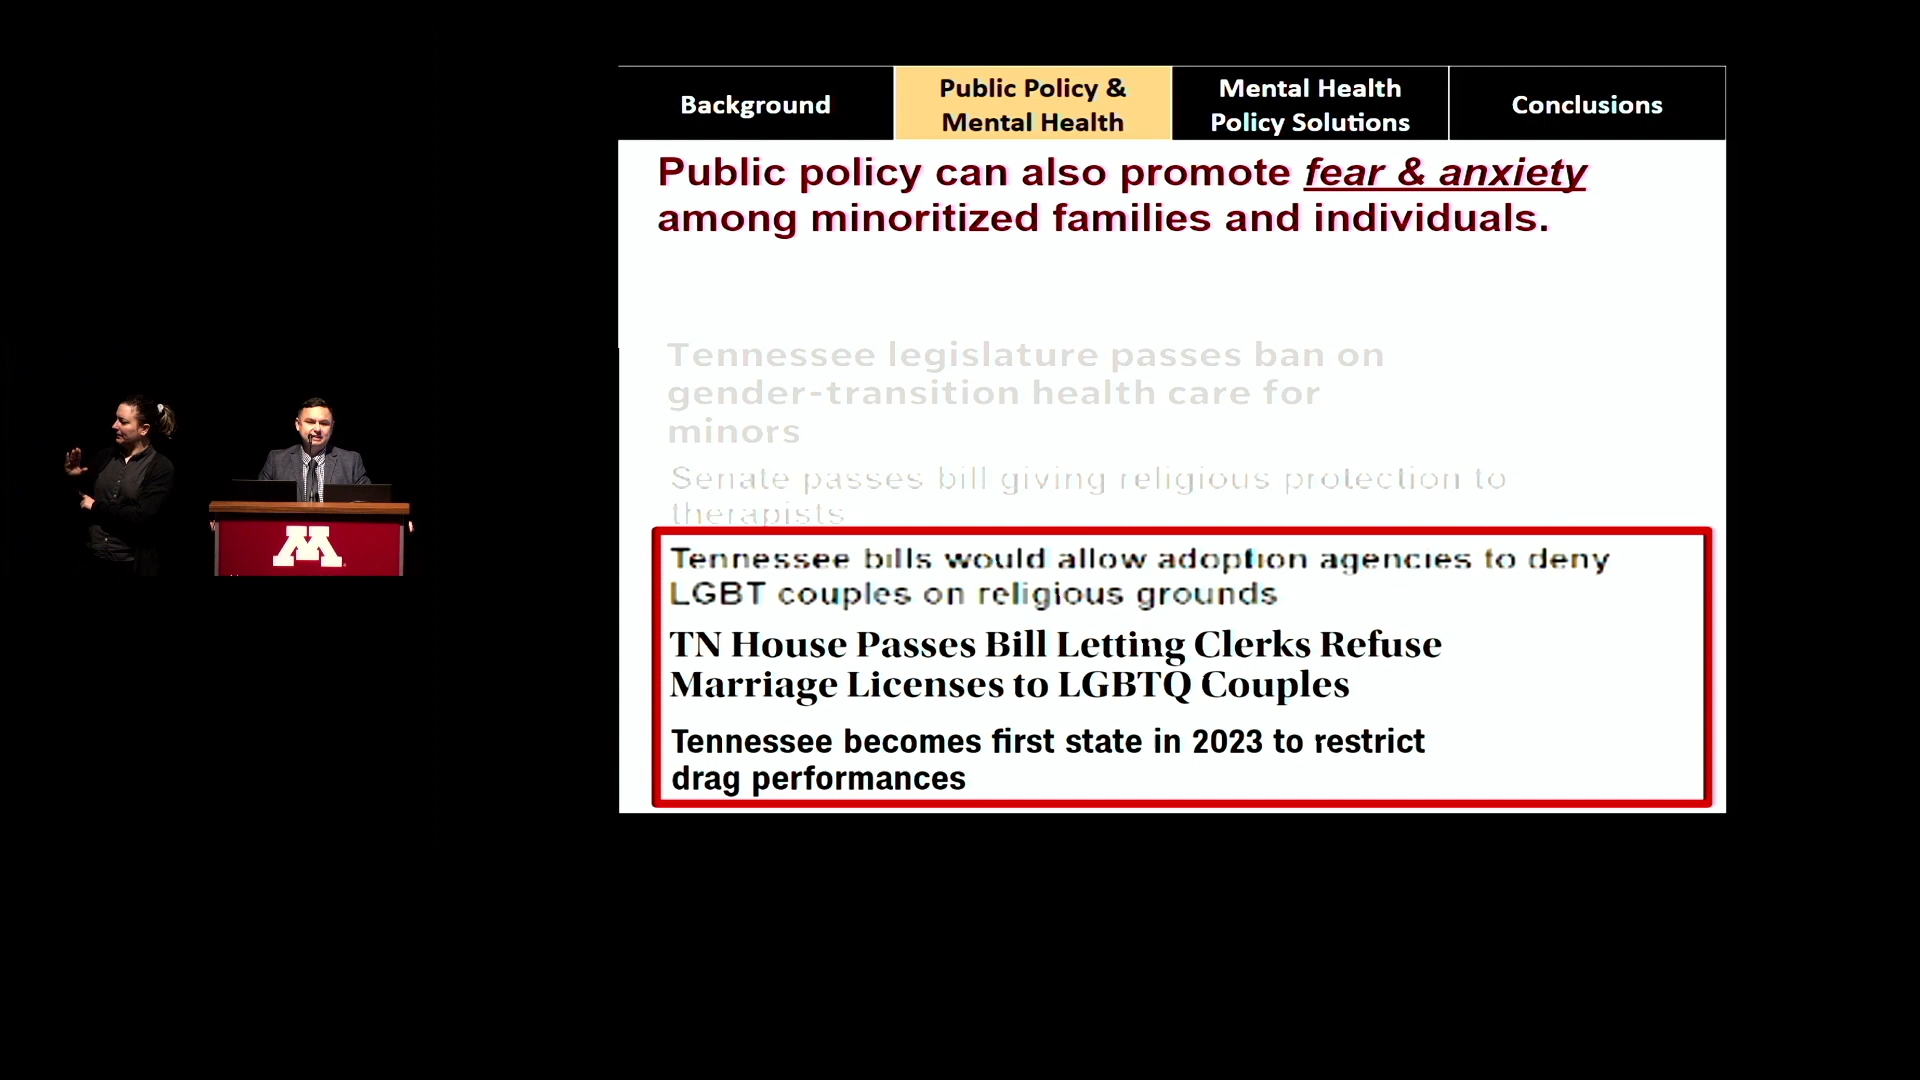 Background
Public Policy &
Mental Health
Mental Health
Policy Solutions
Conclusions
Public policy can also promote fear & anxiety
among minoritized families and individuals.
Tennessee legislature passes ban on
gender-transition health care for
minors
Senate passes bill giving religious protection to
therapists
Tennessee bills would allow adoption agencies to deny
LGBT couples on religious grounds
TN House Passes Bill Letting Clerks Refuse
Marriage Licenses to LGBTQ Couples
Tennessee becomes first state in 2023 to restrict
drag performances
M